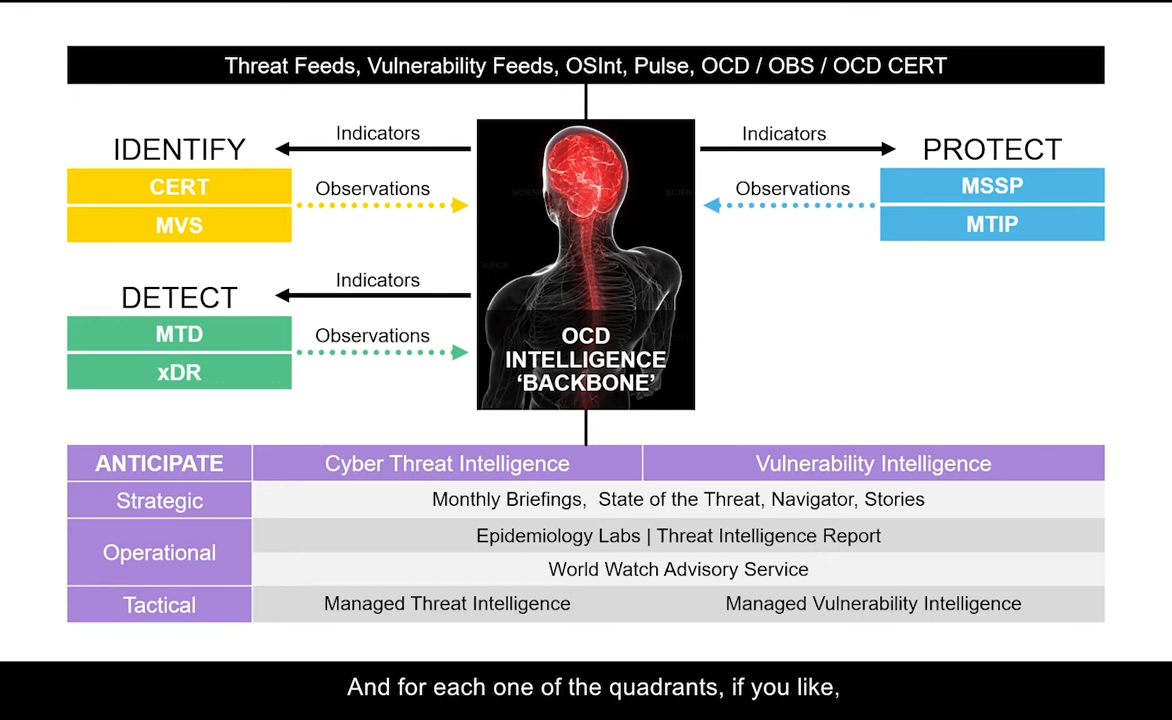 Threat Feeds, Vulnerability Feeds, OSInt, Pulse, OCD / OBS / OCD CERT
IDENTIFY
CERT
MVS
Indicators
Observations
DETECT
MTD
xDR
Indicators
Observations
OCD
INTELLIGENCE
‘BACKBONE’
Indicators
Observations
PROTECT
MSSP
MTIP
ANTICIPATE
Cyber Threat Intelligence
Vulnerability Intelligence
Strategic
Monthly Briefings, State of the Threat, Navigator, Stories
Operational
Epidemiology Labs | Threat Intelligence Report
World Watch Advisory Service
Tactical
Managed Threat Intelligence
Managed Vulnerability Intelligence
And for each one of the quadrants, if you like,